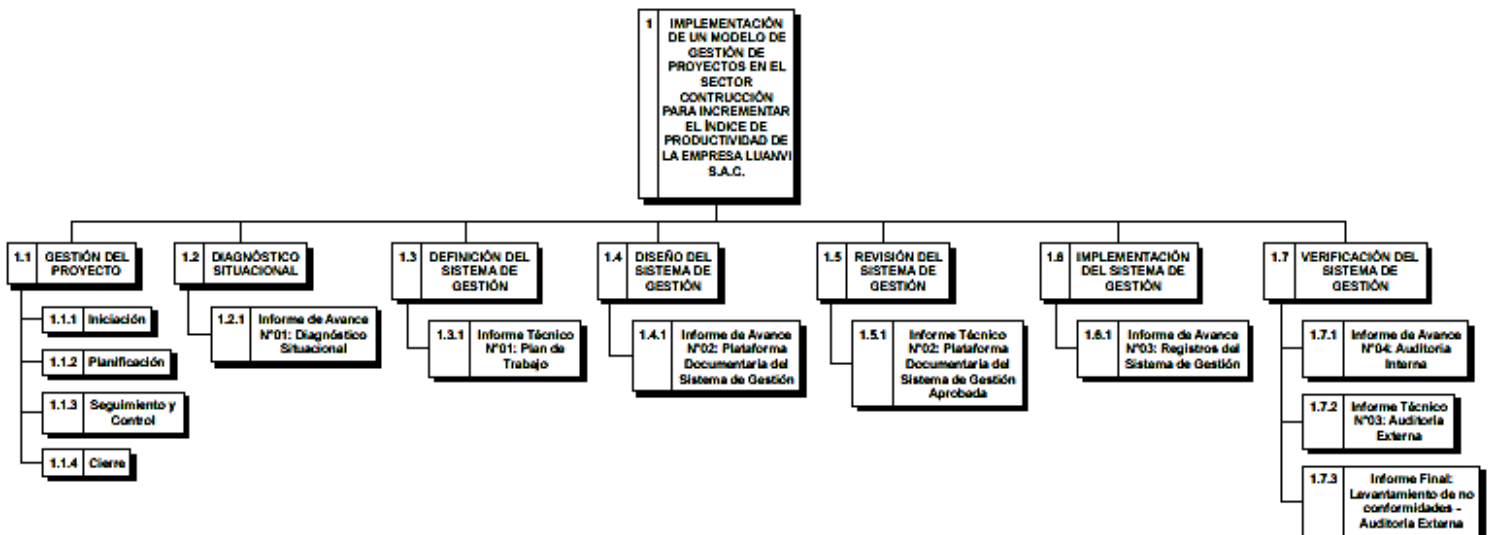 1 IMPLEMENTACIÓN
DE UN MODELO DE
GESTIÓN DE
PROYECTOS EN EL
SECTOR
CONTRUCCIÓN
PARA INCREMENTAR
EL ÍNDICE DE
PRODUCTIVIDAD DE
LA EMPRESA LUANVI
S.A.C.
1.1 GESTIÓN DEL
PROYECTO
1.1.1 Iniciación
1.1.2 Planificación
1.1.3 Seguimiento y
Control
1.1.4 Cierre
1.2 DIAGNÓSTICO
SITUACIONAL
1.2.1 Informe de Avance
N°01: Diagnóstico
Situacional
1.3 DEFINICIÓN DEL
SISTEMA DE
GESTIÓN
1.3.1 Informe Técnico
N°01: Plan de
Trabajo
1.4 DISEÑO DEL
SISTEMA DE
GESTIÓN
1.4.1 Informe de Avance
N°02: Plataforma
Documentaria del
Sistema de Gestión
1.5 REVISIÓN DEL
SISTEMA DE
GESTIÓN
1.5.1 Informe Técnico
N°02: Plataforma
Documentaria del
Sistema de Gestión
Aprobada
1.6 IMPLEMENTACIÓN
DEL SISTEMA DE
GESTIÓN
1.6.1 Informe de Avance
N°03: Registros del
Sistema de Gestión
1.7 VERIFICACIÓN DEL
SISTEMA DE
GESTIÓN
1.7.1 Informe de Avance
N°04: Auditoria
Interna
1.7.2 Informe Técnico
N°03: Auditoria
Externa
1.7.3 Informe Final:
Levantamiento de no
conformidades -
Auditoria Externa